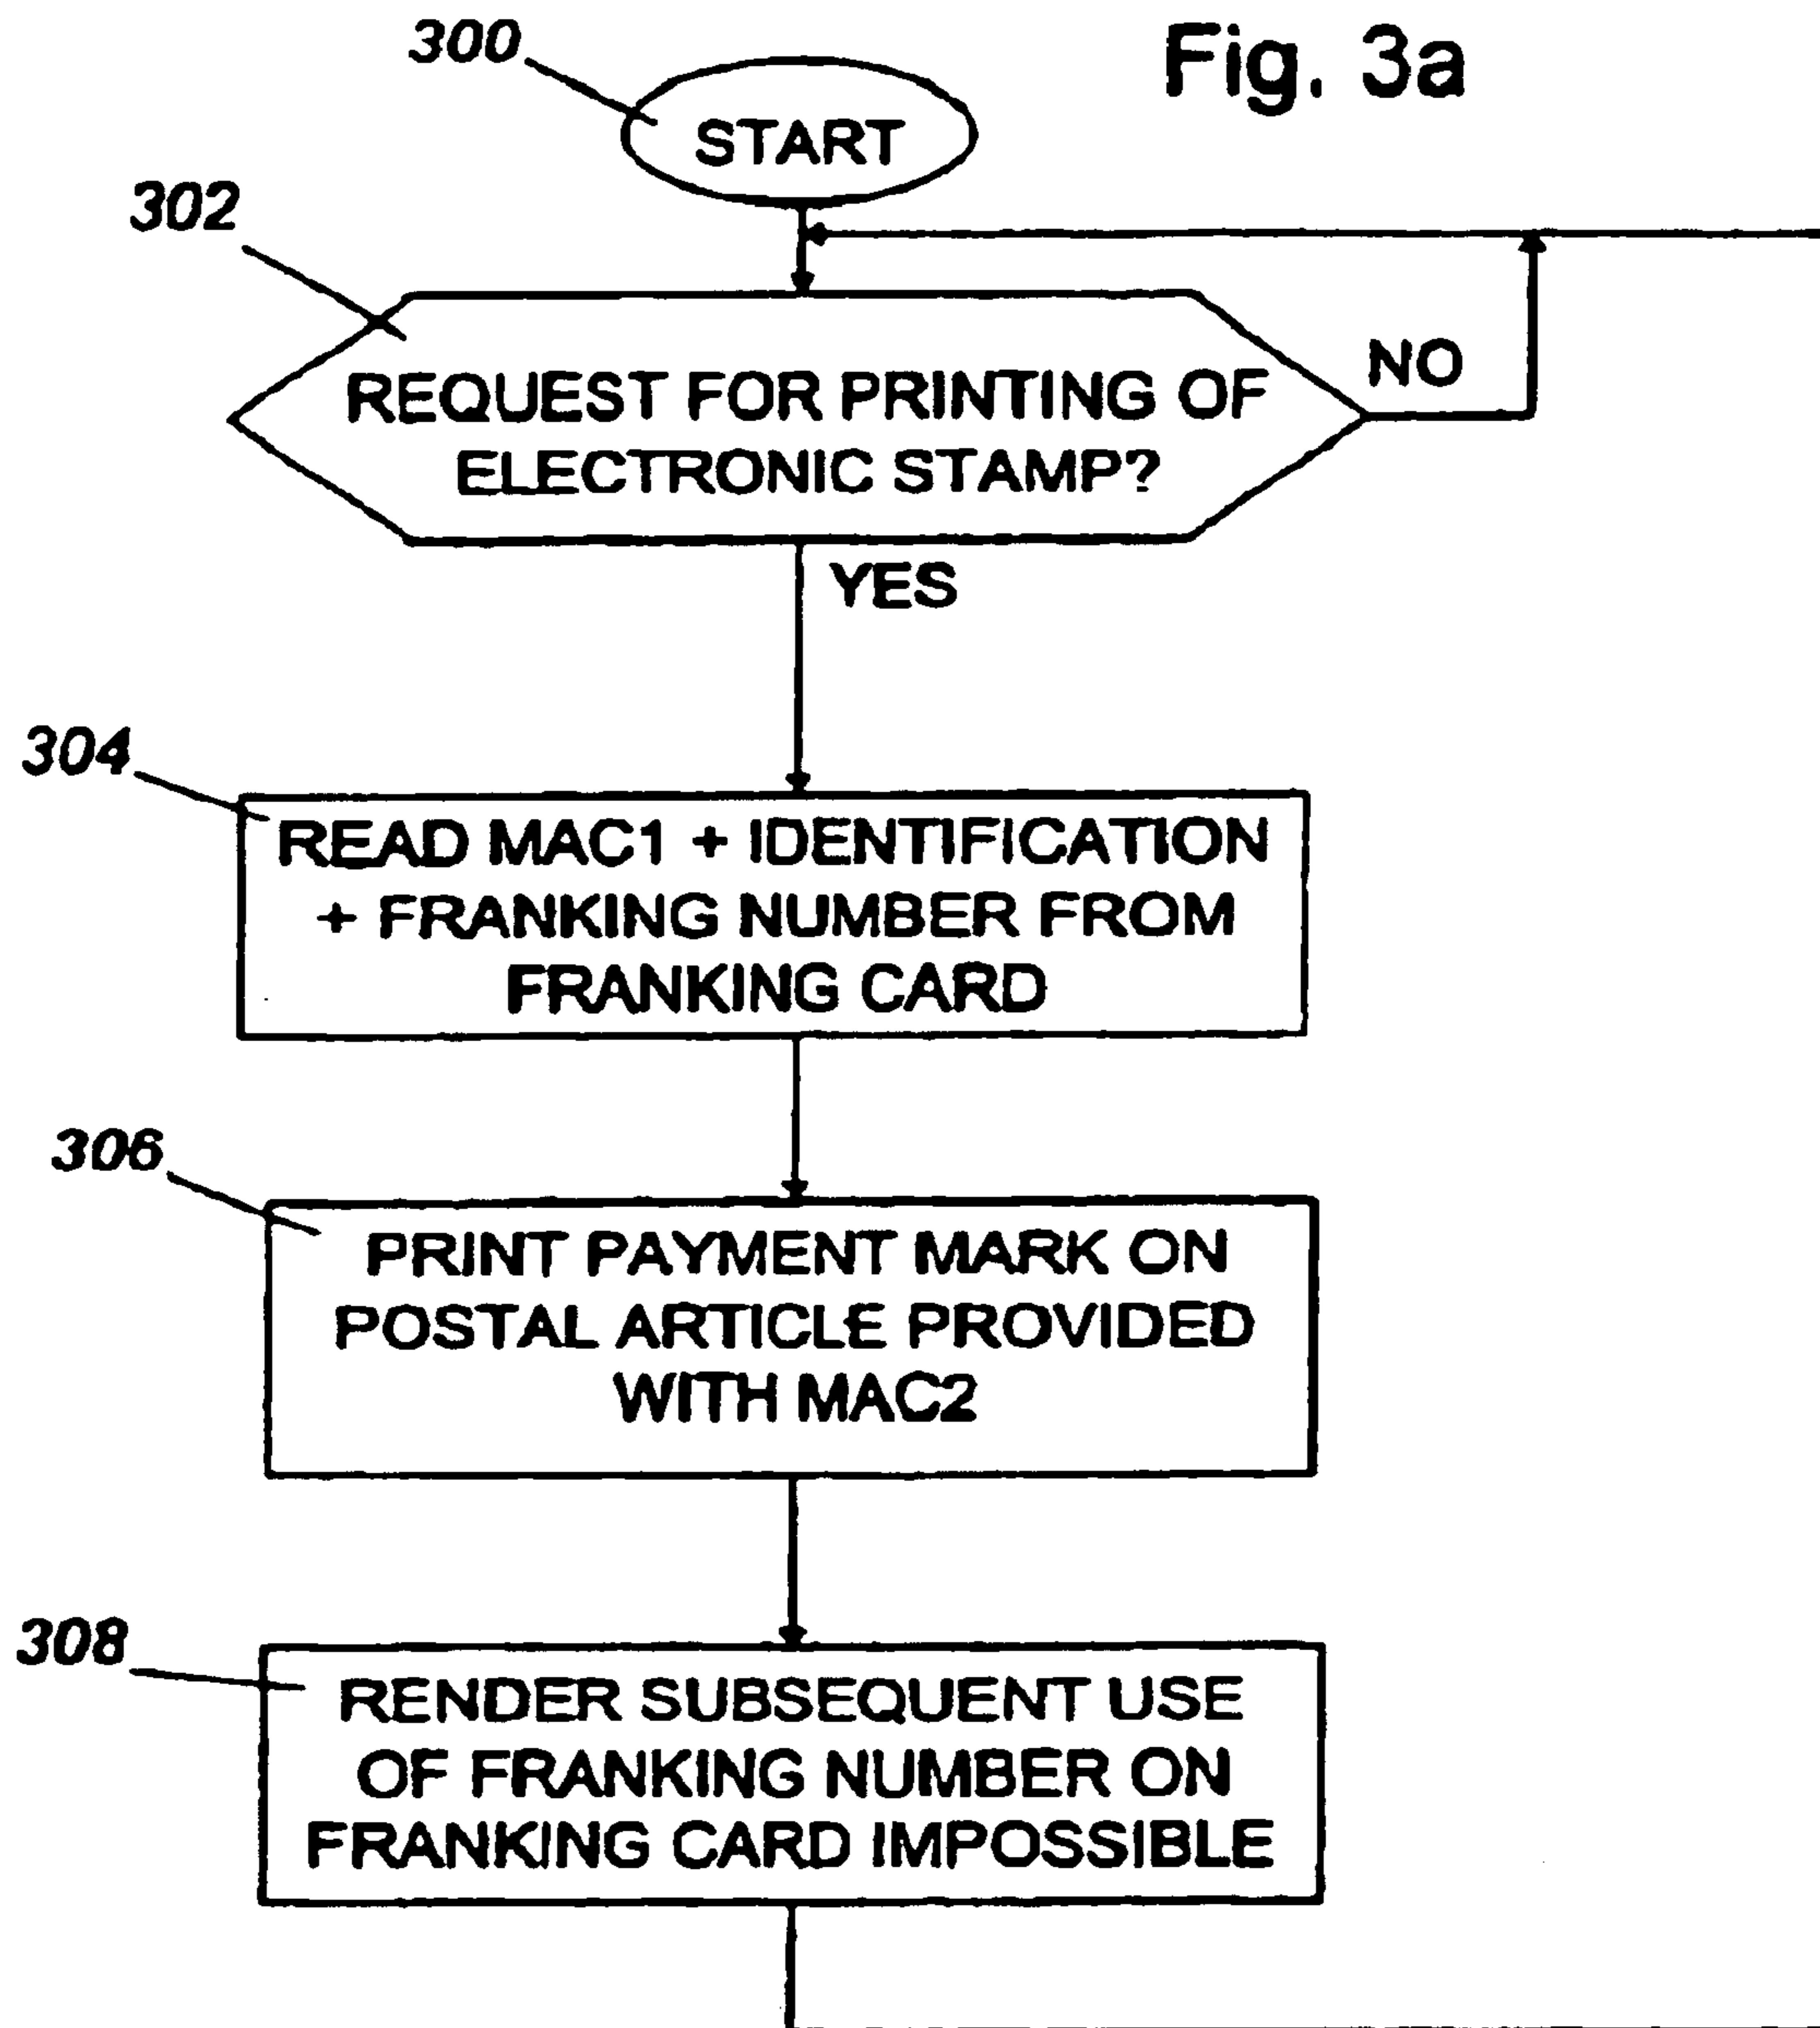 Fig. 3a
300
START
302
REQUEST FOR PRINTING OF
ELECTRONIC STAMP?
NO
YES
304
READ MAC1 + IDENTIFICATION
+ FRANKING NUMBER FROM
FRANKING CARD
306
PRINT PAYMENT MARK ON
POSTAL ARTICLE PROVIDED
WITH MAC2
308
RENDER SUBSEQUENT USE
OF FRANKING NUMBER ON
FRANKING CARD IMPOSSIBLE